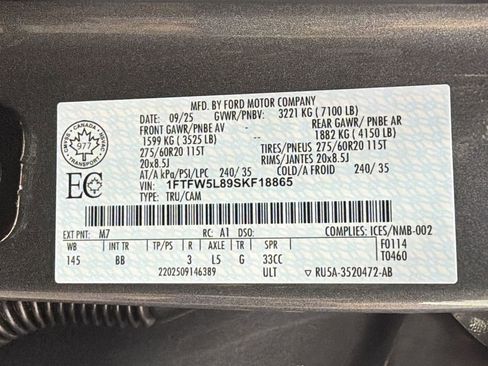 MFD. BY FORD MOTOR COMPANY
DATE: 09/25 GVWR/PNBV: 3221 KG ( 7100 LB)
FRONT GAWR/PNBE AV REAR GAWR/ PNBE AR
1599 KG ( 3525 LB) 1882 KG ( 4150 LB)
275/60R20 115T TIRES/PNEUS 275/60R20 115T
20x8.5J RIMS/JANTES 20x8.5J
AT/A kPa/PSI/LPC 240/ 35 COLD/A FROID 240/ 35
VIN: 1FTFW5L89SKF18865
TYPE: TRU/CAM
CANADA
977
EC
EXT PNT: M7 RC: A1 DSO: COMPLIES: ICES/NMB-002
WB INT TR TP/PS R AXLE TR SPR F0114
145 BB 3 L5 G 33CC T0460
2202509146389 ULT RU5A-3520472-AB